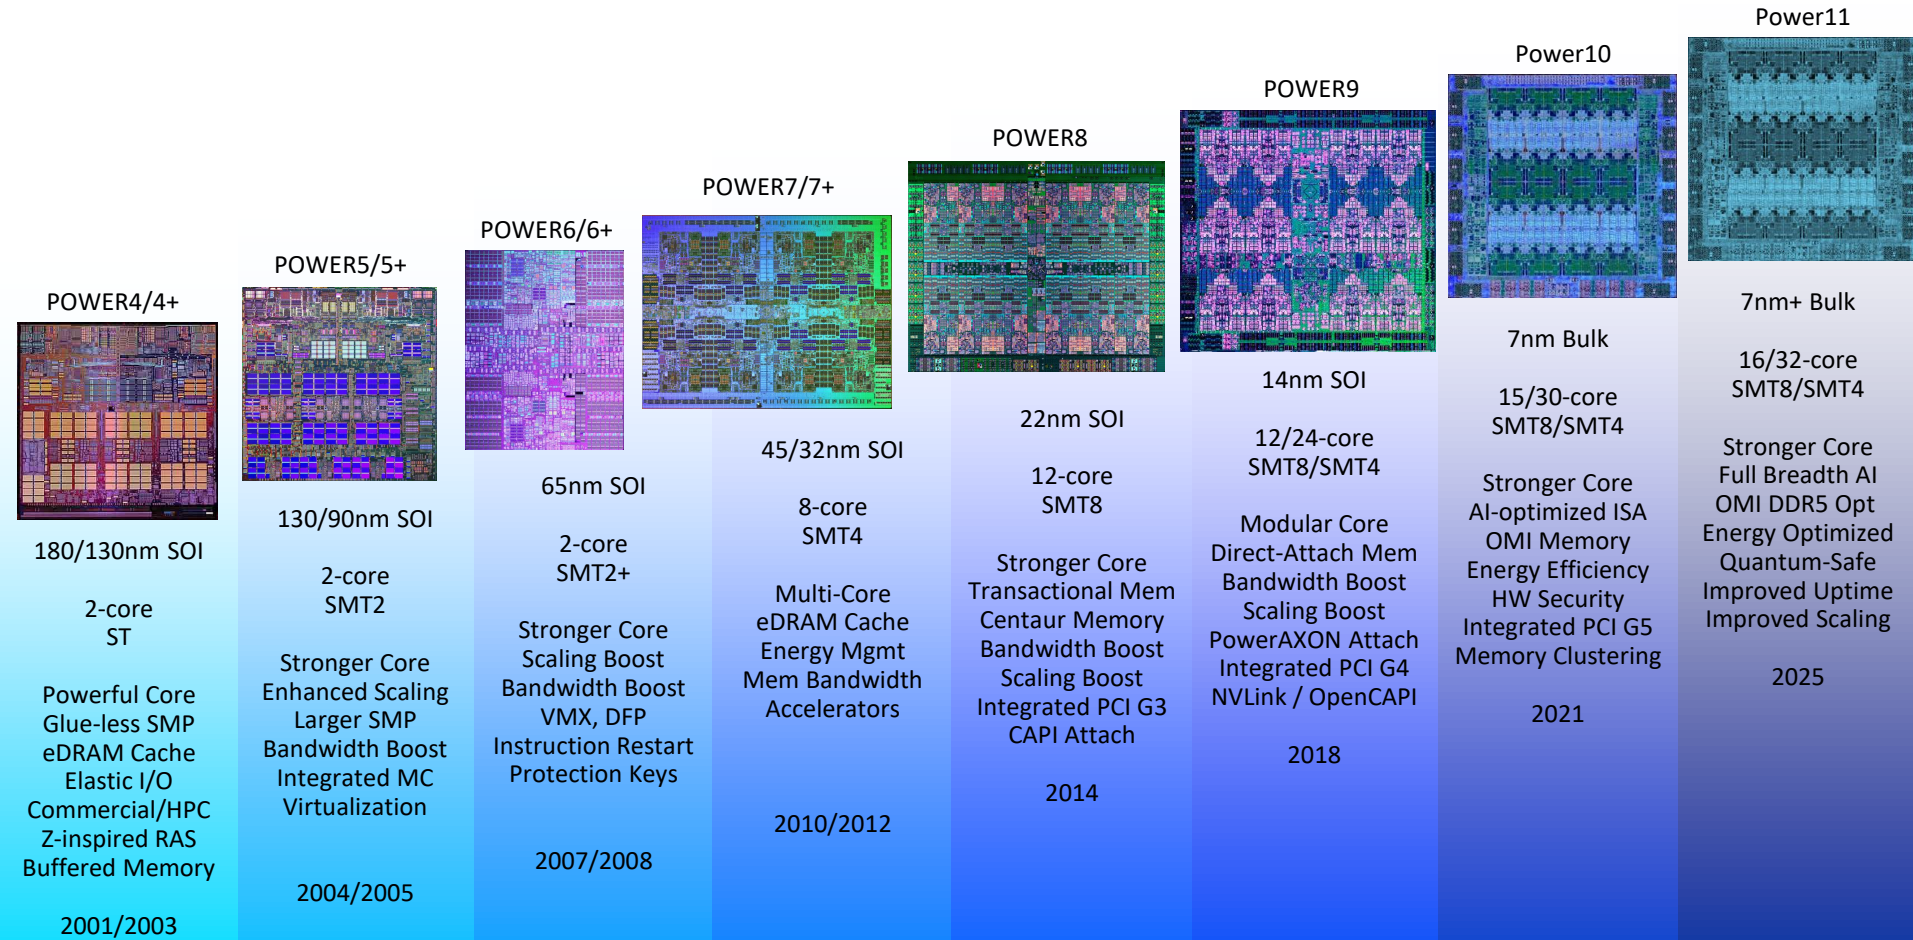 POWER4/4+
180/130nm SOI
2-core
ST
Powerful Core
Glue-less SMP
eDRAM Cache
Elastic I/O
Commercial/HPC
Z-inspired RAS
Buffered Memory
2001/2003
POWER5/5+
130/90nm SOI
2-core
SMT2
Stronger Core
Enhanced Scaling
Larger SMP
Bandwidth Boost
Integrated MC
Virtualization
2004/2005
POWER6/6+
65nm SOI
2-core
SMT2+
Stronger Core
Scaling Boost
Bandwidth Boost
VMX, DFP
Instruction Restart
Protection Keys
2007/2008
POWER7/7+
45/32nm SOI
8-core
SMT4
Multi-Core
eDRAM Cache
Energy Mgmt
Mem Bandwidth
Accelerators
2010/2012
POWER8
22nm SOI
12-core
SMT8
Stronger Core
Transactional Mem
Centaur Memory
Bandwidth Boost
Scaling Boost
Integrated PCI G3
CAPI Attach
2014
POWER9
14nm SOI
12/24-core
SMT8/SMT4
Modular Core
Direct-Attach Mem
Bandwidth Boost
Scaling Boost
PowerAXON Attach
Integrated PCI G4
NVLink / OpenCAPI
2018
Power10
7nm Bulk
15/30-core
SMT8/SMT4
Stronger Core
AI-optimized ISA
OMI Memory
Energy Efficiency
HW Security
Integrated PCI G5
Memory Clustering
2021
Power11
7nm+ Bulk
16/32-core
SMT8/SMT4
Stronger Core
Full Breadth AI
OMI DDR5 Opt
Energy Optimized
Quantum-Safe
Improved Uptime
Improved Scaling
2025